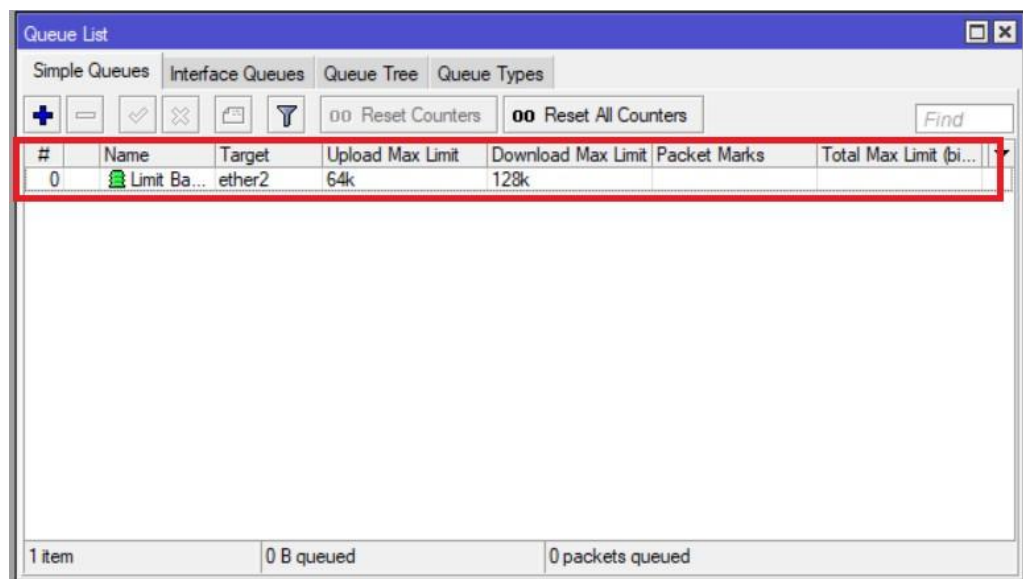 Queue List
Simple Queues Interface Queues Queue Tree Queue Types
00 Reset Counters 00 Reset All Counters Find
# Name Target Upload Max Limit Download Max Limit Packet Marks Total Max Limit (bi...
0 Limit Ba... ether2 64k 128k
1 item 0 B queued 0 packets queued